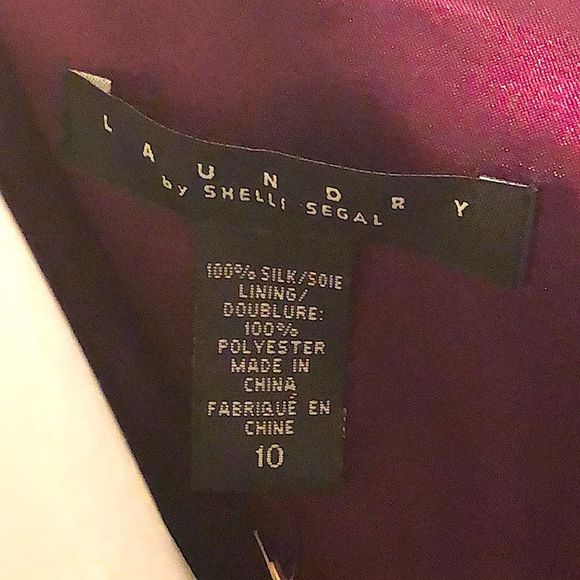 LAUNDRY
by SHELLI SEGAL
100% SILK/SOIE
LINING/
DOUBLURE:
100%
POLYESTER
MADE IN
CHINA
FABRIQUÉ EN
CHINE
10